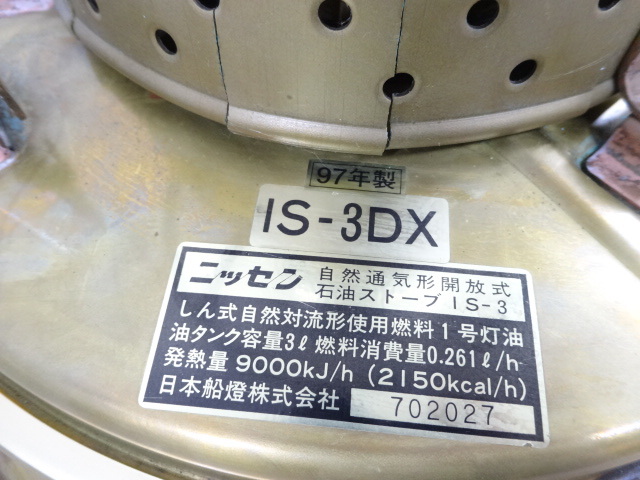 97年製
IS-3DX
ニッセン 自然通気形開放式
石油ストーブ IS-3
しん式自然対流形使用燃料1号灯油
油タンク容量3ℓ 燃料消費量0.261ℓ/h
発熱量 9000kJ/h (2150kcal/h)
日本船燈株式会社 702027